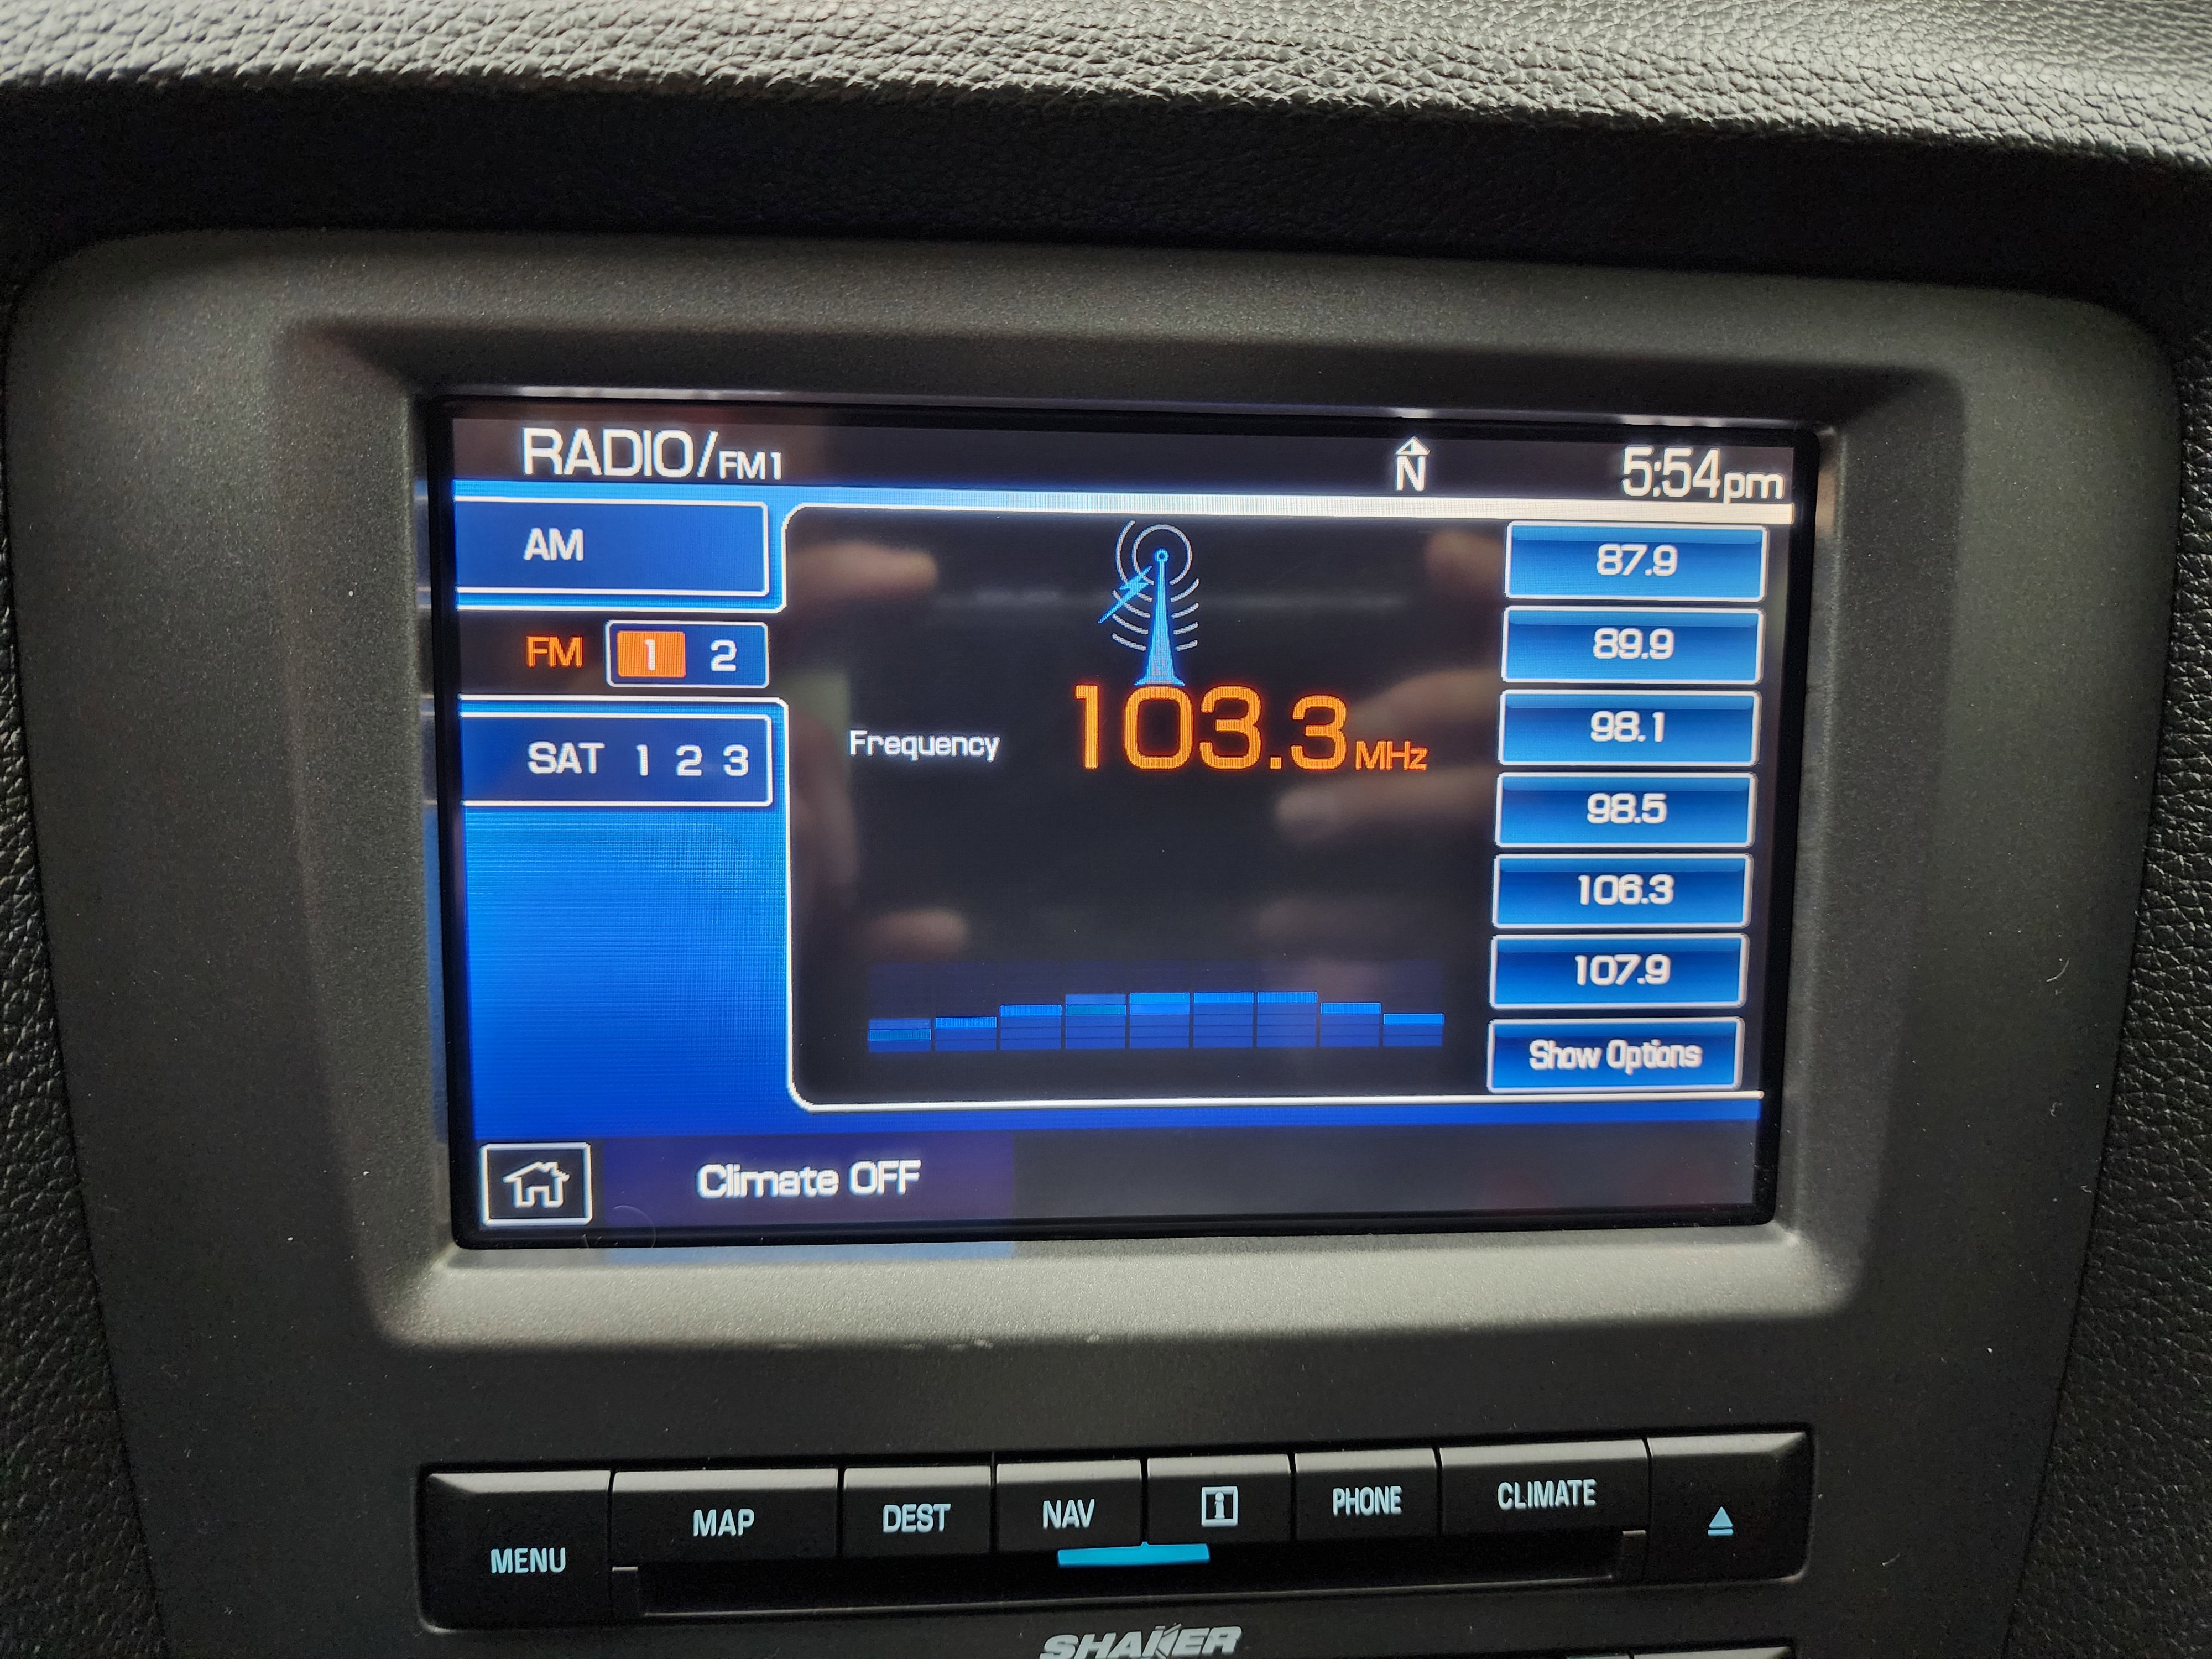 RADIO/FM1 N 5:54pm
AM
FM 1 2
SAT 1 2 3
Frequency 103.3 MHz
87.9
89.9
98.1
98.5
106.3
107.9
Show Options
Climate OFF
MENU MAP DEST NAV i PHONE CLIMATE
SHAKER